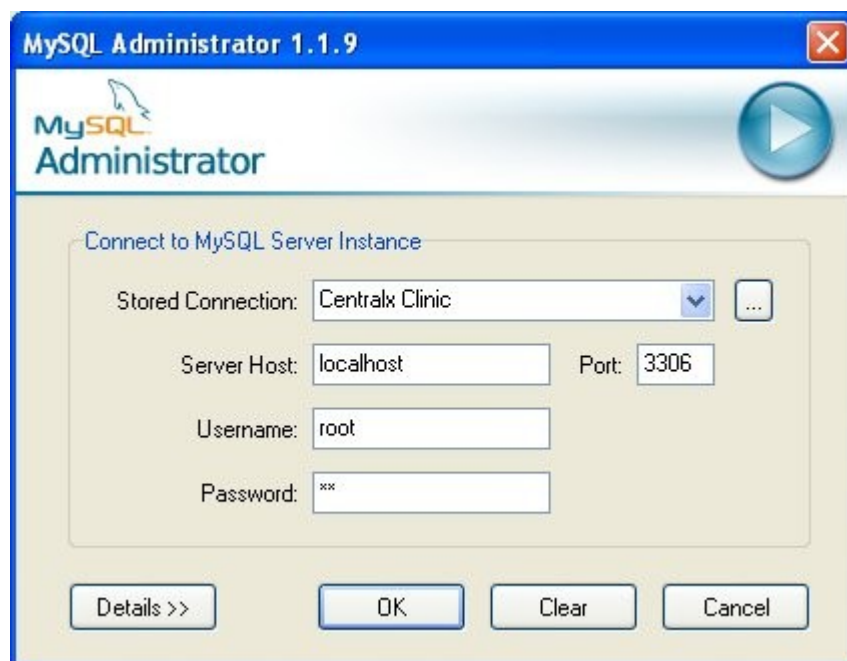 MySQL Administrator 1.1.9
MySQL
Administrator
Connect to MySQL Server Instance
Stored Connection: Centralx Clinic ...
Server Host: localhost Port: 3306
Username: root
Password: **
Details >> OK Clear Cancel